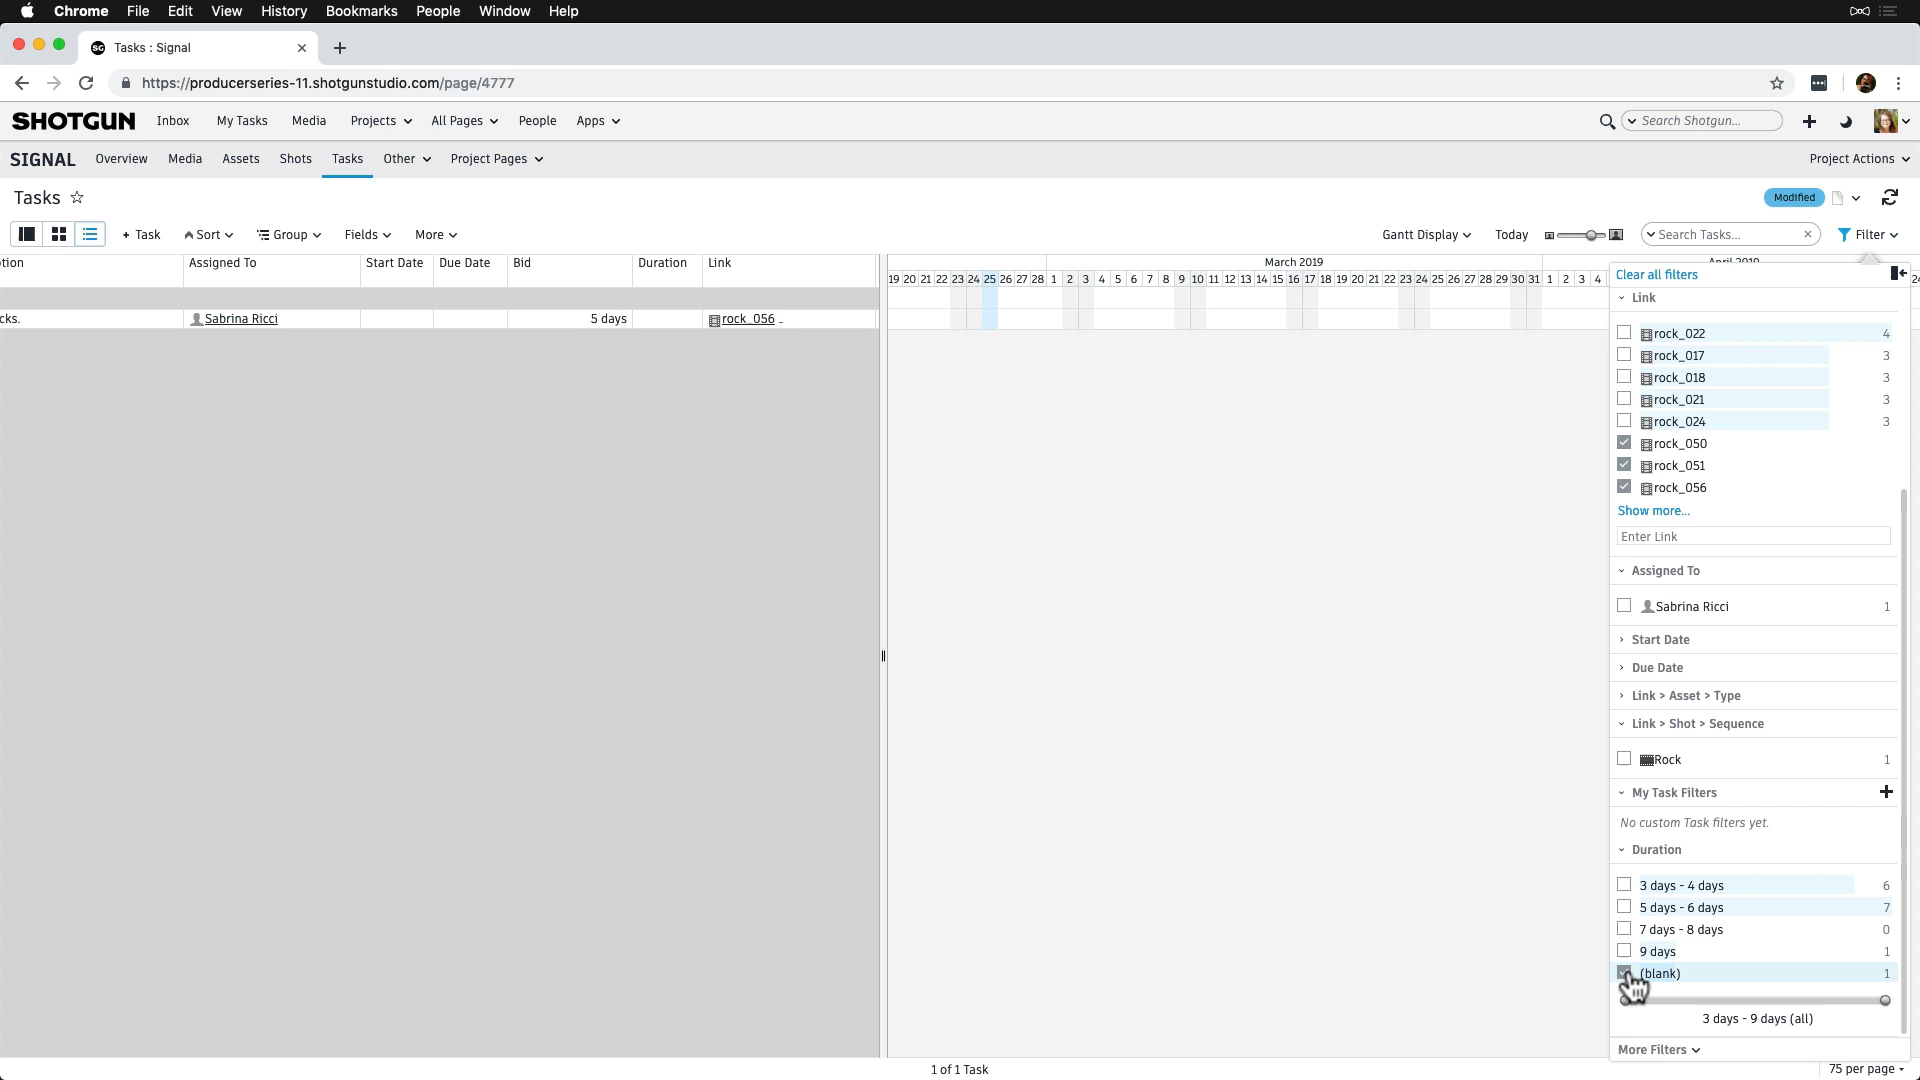 Chrome File Edit View History Bookmarks People Window Help
Tasks : Signal
https://producerseries-11.shotgunstudio.com/page/4777
SHOTGUN Inbox My Tasks Media Projects All Pages People Apps Search Shotgun...
SIGNAL Overview Media Assets Shots Tasks Other Project Pages Project Actions
Tasks Modified
+ Task Sort Group Fields More Gantt Display Today Search Tasks... Filter
tion Assigned To Start Date Due Date Bid Duration Link March 2019 April 2019
19 20 21 22 23 24 25 26 27 28 1 2 3 4 5 6 7 8 9 10 11 12 13 14 15 16 17 18 19 20 21 22 23 24 25 26 27 28 29 30 31 1 2 3 4
cks. Sabrina Ricci 5 days rock_056
Clear all filters
Link
rock_022 4
rock_017 3
rock_018 3
rock_021 3
rock_024 3
rock_050
rock_051
rock_056
Show more...
Enter Link
Assigned To
Sabrina Ricci 1
Start Date
Due Date
Link > Asset > Type
Link > Shot > Sequence
Rock 1
My Task Filters
No custom Task filters yet.
Duration
3 days - 4 days 6
5 days - 6 days 7
7 days - 8 days 0
9 days 1
(blank) 1
3 days - 9 days (all)
More Filters
1 of 1 Task 75 per page